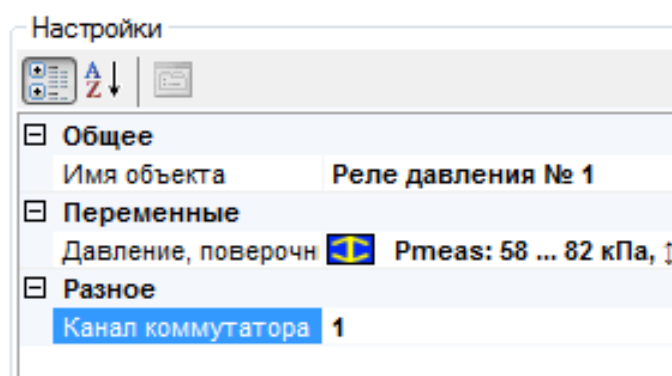 Настройки
A Z
Общее
Имя объекта Реле давления № 1
Переменные
Давление, поверочн Pmeas: 58 ... 82 кПа,
Разное
Канал коммутатора 1